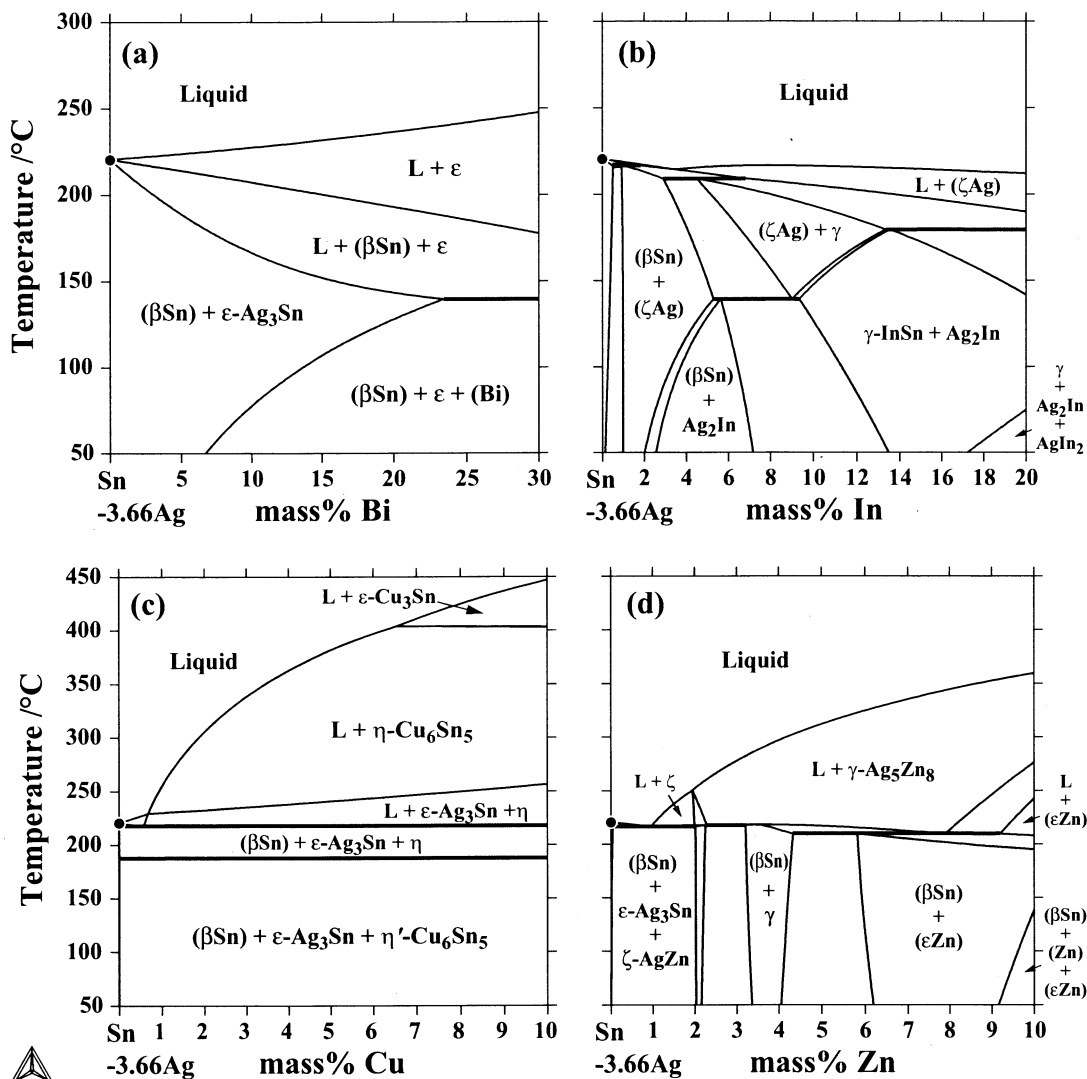 (a)
Temperature /°C
300
250
200
150
100
50
Liquid
L + ε
L + (βSn) + ε
(βSn) + ε-Ag₃Sn
(βSn) + ε + (Bi)
Sn 5 10 15 20 25 30
-3.66Ag mass% Bi
(b)
Liquid
L + (ζAg)
(ζAg) + γ
(βSn)
+
(ζAg)
γ-InSn + Ag₂In
(βSn)
+
Ag₂In
γ
+
Ag₂In
+
AgIn₂
Sn 2 4 6 8 10 12 14 16 18 20
-3.66Ag mass% In
(c)
Temperature /°C
450
400
350
300
250
200
150
100
50
L + ε-Cu₃Sn
Liquid
L + η-Cu₆Sn₅
L + ε-Ag₃Sn +η
(βSn) + ε-Ag₃Sn + η
(βSn) + ε-Ag₃Sn + η′-Cu₆Sn₅
Sn 1 2 3 4 5 6 7 8 9 10
-3.66Ag mass% Cu
(d)
Liquid
L + ζ
L + γ-Ag₅Zn₈
L
+
(εZn)
(βSn)
+
ε-Ag₃Sn
+
ζ-AgZn
(βSn)
+
γ
(βSn)
+
(εZn)
(βSn)
+
(Zn)
+
(εZn)
Sn 1 2 3 4 5 6 7 8 9 10
-3.66Ag mass% Zn